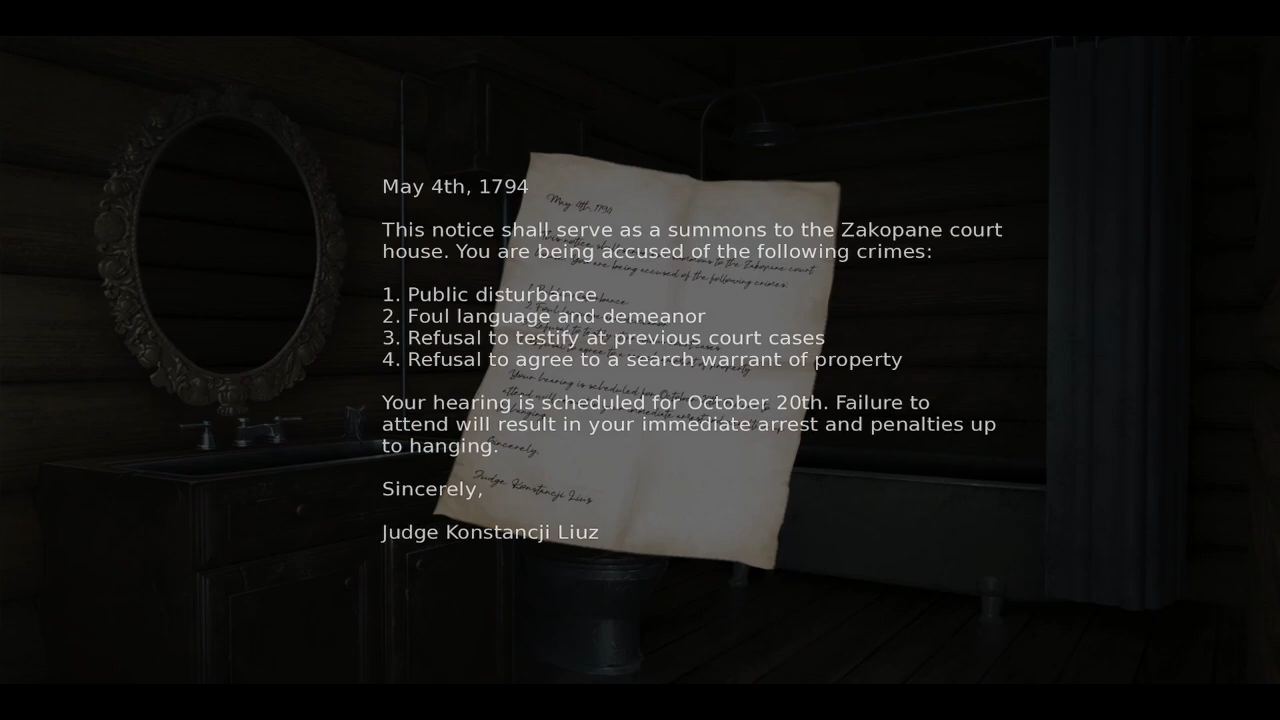 May 4th, 1794
This notice shall serve as a summons to the Zakopane court
house. You are being accused of the following crimes:
1. Public disturbance
2. Foul language and demeanor
3. Refusal to testify at previous court cases
4. Refusal to agree to a search warrant of property
Your hearing is scheduled for October 20th. Failure to
attend will result in your immediate arrest and penalties up
to hanging.
Sincerely,
Judge Konstancji Liuz